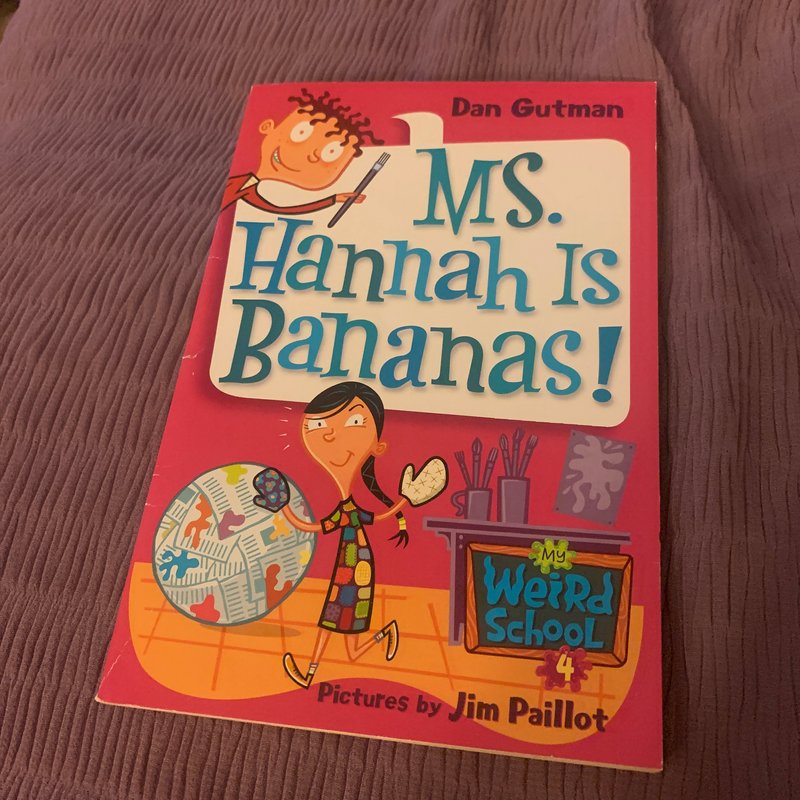 Dan Gutman
Ms.
Hannah Is
Bananas!
My
Weird
School
4
Pictures by Jim Paillot